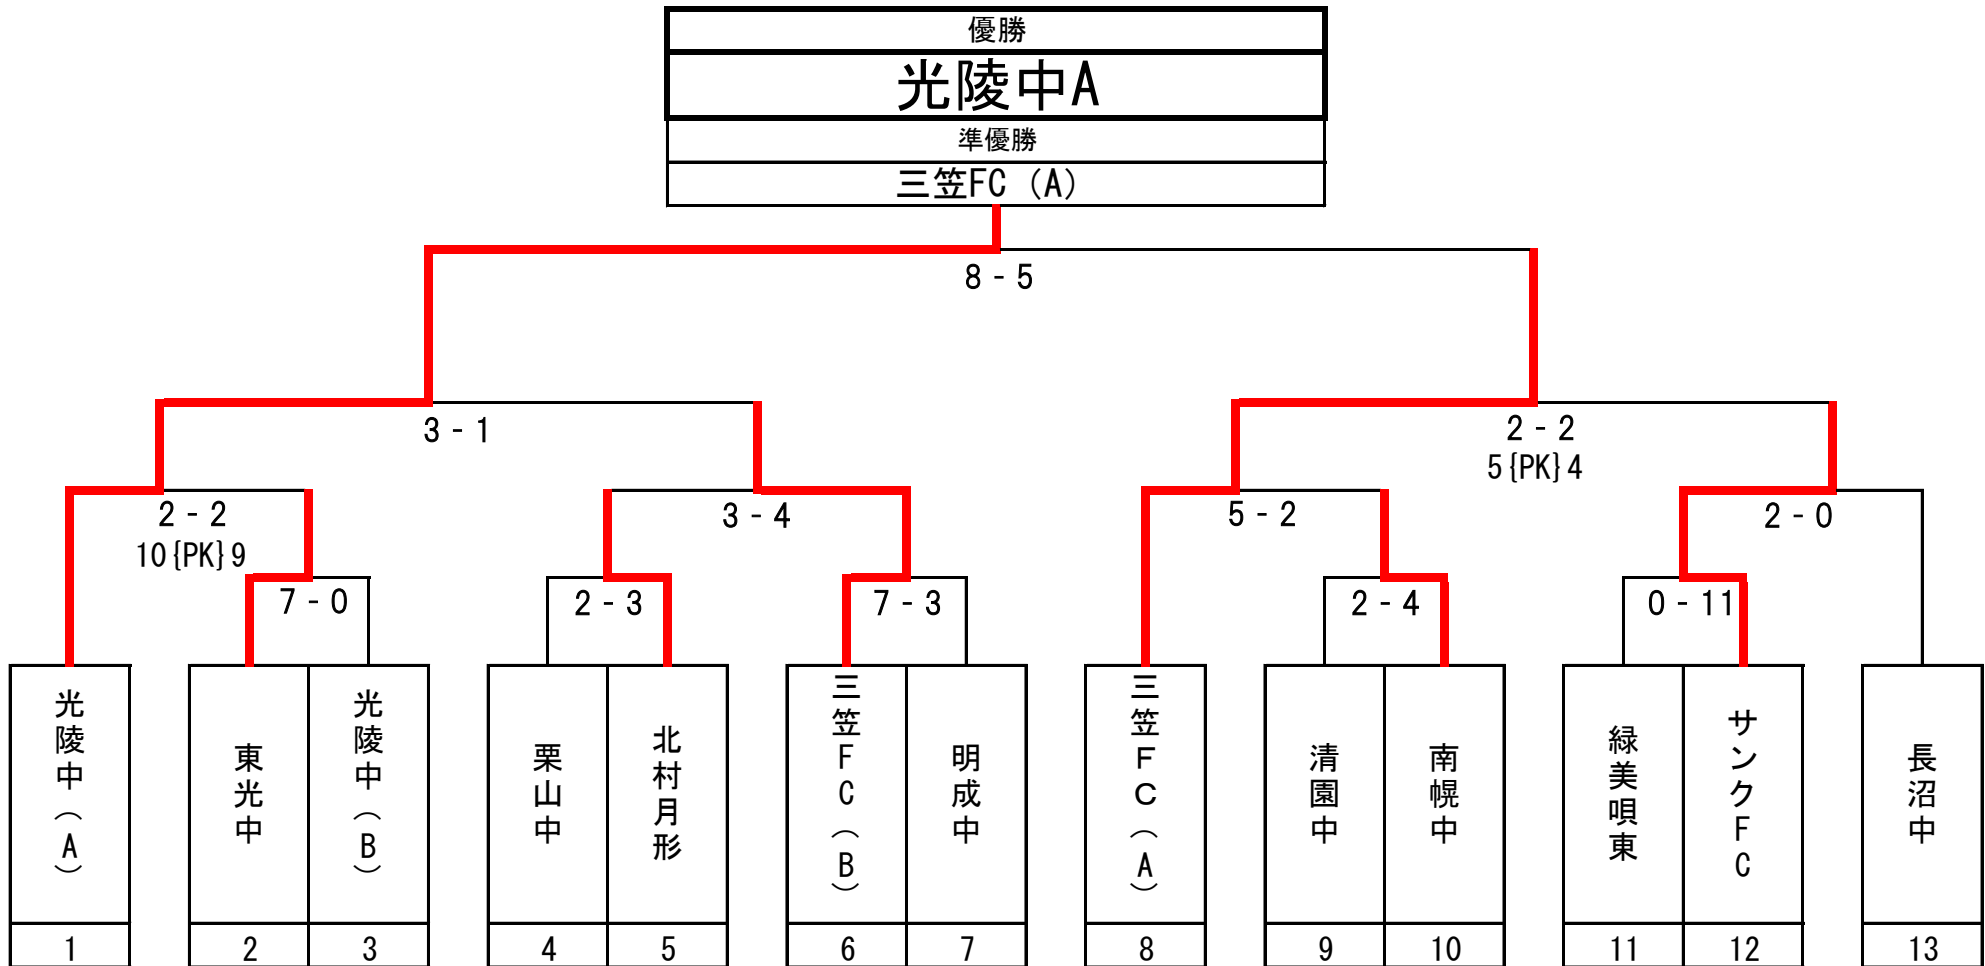 優勝
光陵中A
準優勝
三笠FC（A）
8 - 5
3 - 1
2 - 2
5{PK}4
2 - 2
10{PK}9
3 - 4
5 - 2
2 - 0
7 - 0
2 - 3
7 - 3
2 - 4
0 - 11
光陵中（A）
東光中
光陵中（B）
栗山中
北村月形
三笠FC（B）
明成中
三笠ＦＣ（A）
清園中
南幌中
緑美唄東
サンクFC
長沼中
1
2
3
4
5
6
7
8
9
10
11
12
13